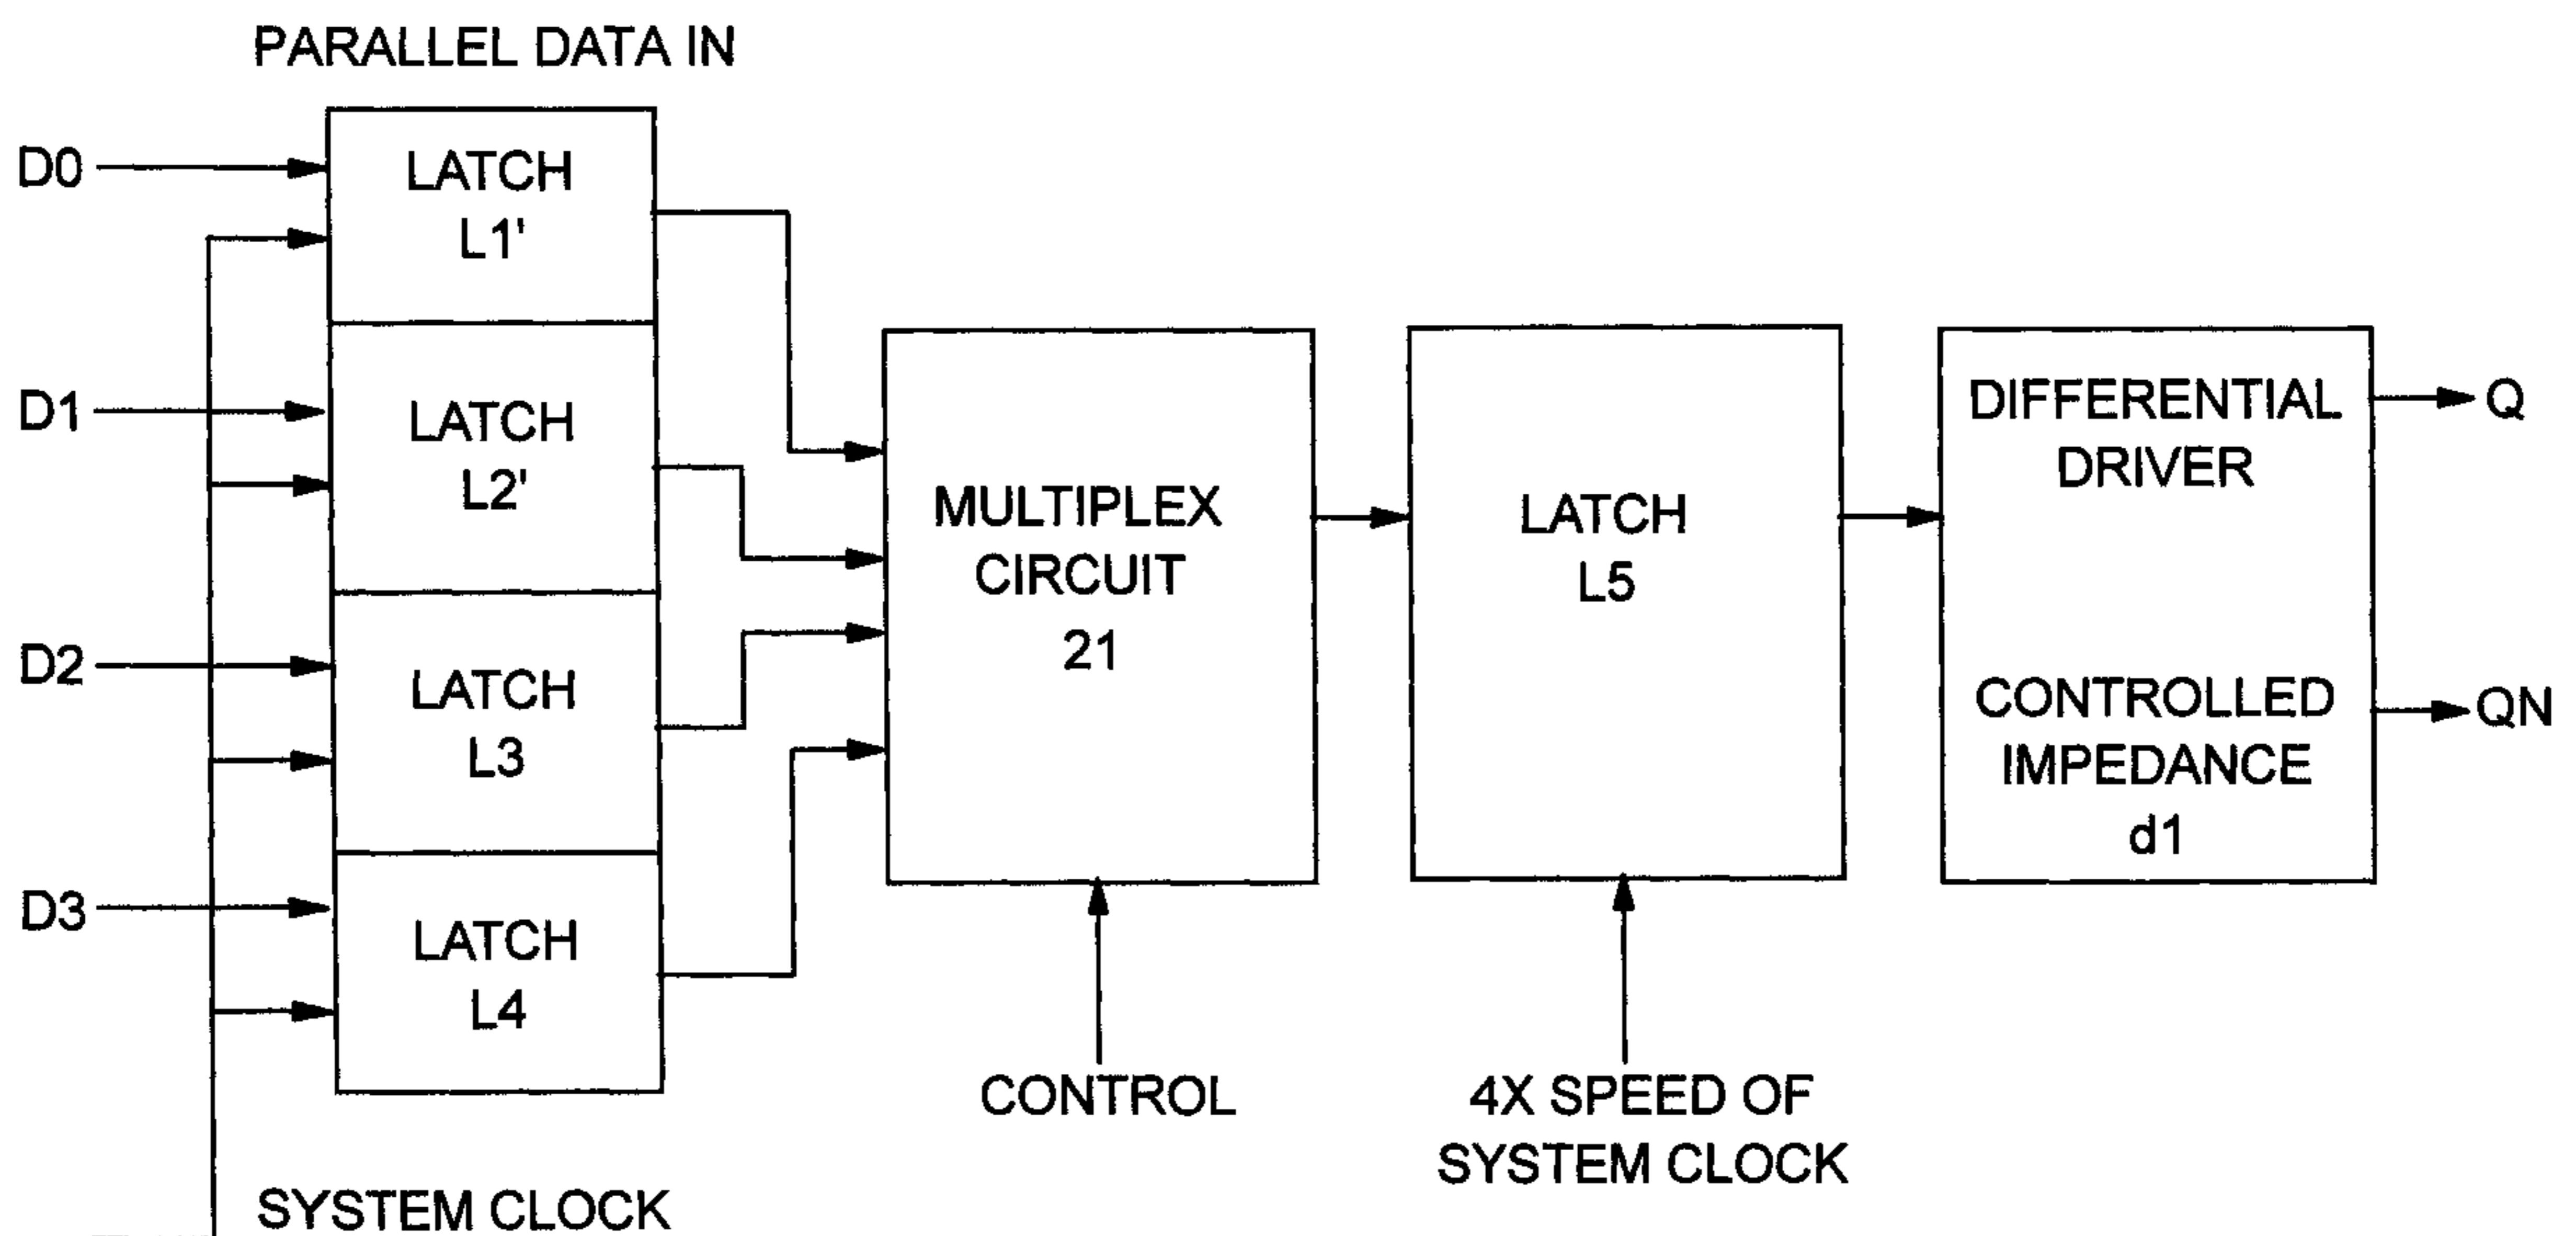 PARALLEL DATA IN
D0
LATCH
L1'
D1
LATCH
L2'
D2
LATCH
L3
D3
LATCH
L4
SYSTEM CLOCK
MULTIPLEX
CIRCUIT
21
CONTROL
LATCH
L5
4X SPEED OF
SYSTEM CLOCK
DIFFERENTIAL
DRIVER
CONTROLLED
IMPEDANCE
d1
Q
QN